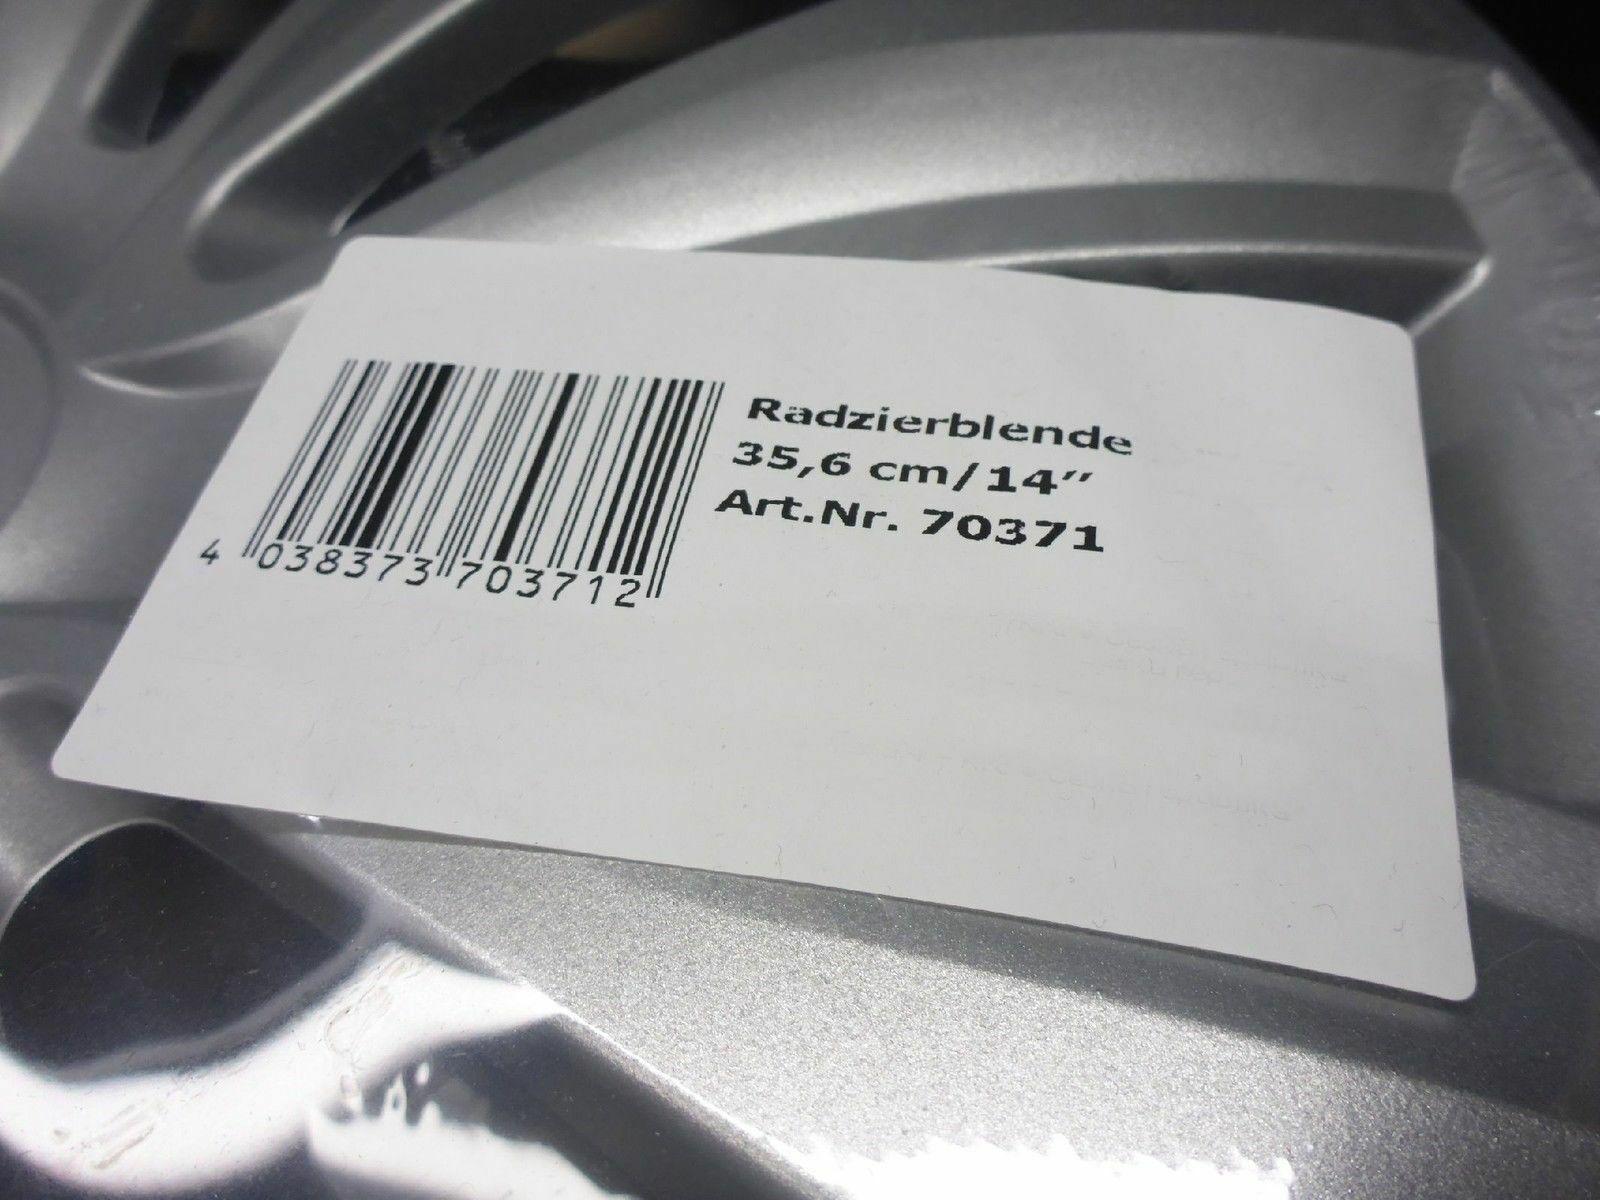 Radzierblende
35,6 cm/14"
Art.Nr. 70371
4 038373 703712